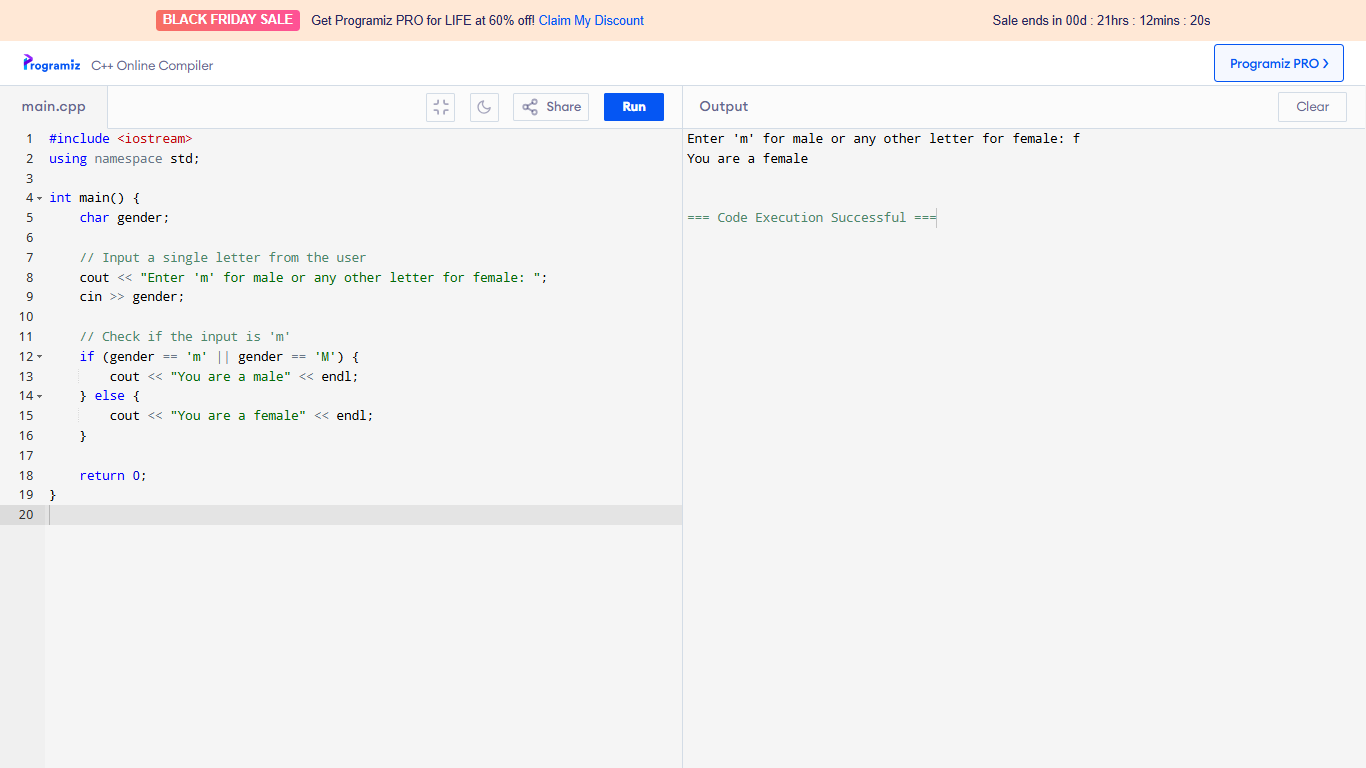 BLACK FRIDAY SALE Get Programiz PRO for LIFE at 60% off! Claim My Discount Sale ends in 00d : 21hrs : 12mins : 20s
Programiz C++ Online Compiler Programiz PRO >
main.cpp Share Run Output Clear
1 #include <iostream>
2 using namespace std;
3
4 int main() {
5     char gender;
6
7     // Input a single letter from the user
8     cout << "Enter 'm' for male or any other letter for female: ";
9     cin >> gender;
10
11     // Check if the input is 'm'
12     if (gender == 'm' || gender == 'M') {
13         cout << "You are a male" << endl;
14     } else {
15         cout << "You are a female" << endl;
16     }
17
18     return 0;
19 }
20
Enter 'm' for male or any other letter for female: f
You are a female
=== Code Execution Successful ===